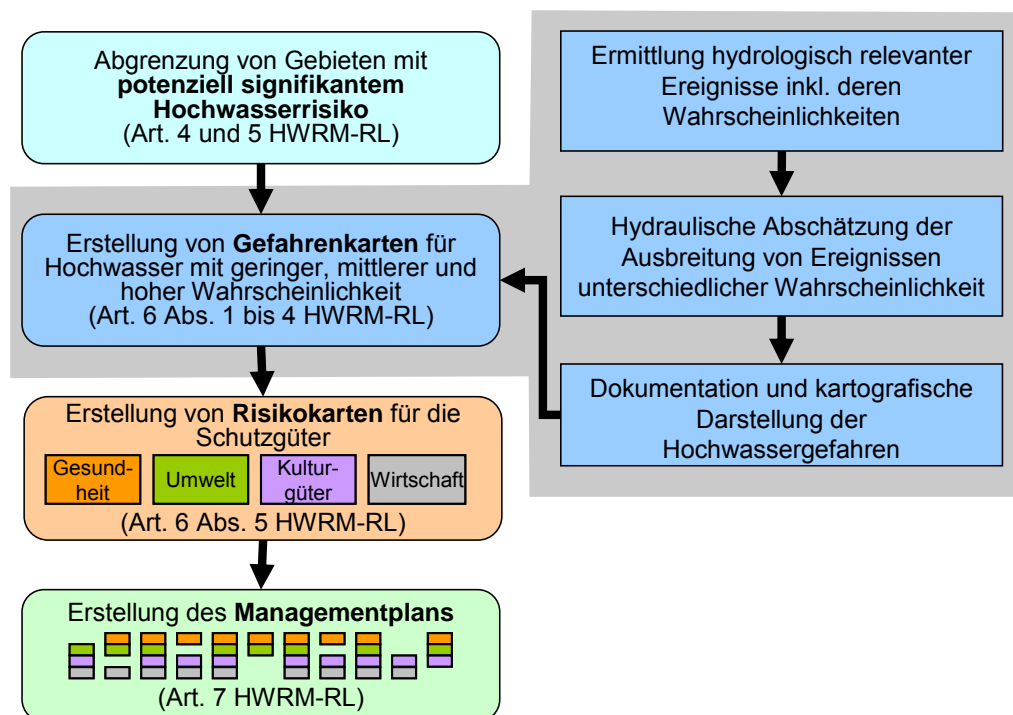 Abgrenzung von Gebieten mit
potenziell signifikantem
Hochwasserrisiko
(Art. 4 und 5 HWRM-RL)
Erstellung von Gefahrenkarten für
Hochwasser mit geringer, mittlerer und
hoher Wahrscheinlichkeit
(Art. 6 Abs. 1 bis 4 HWRM-RL)
Erstellung von Risikokarten für die
Schutzgüter
Gesund-
heit
Umwelt
Kultur-
güter
Wirtschaft
(Art. 6 Abs. 5 HWRM-RL)
Erstellung des Managementplans
(Art. 7 HWRM-RL)
Ermittlung hydrologisch relevanter
Ereignisse inkl. deren
Wahrscheinlichkeiten
Hydraulische Abschätzung der
Ausbreitung von Ereignissen
unterschiedlicher Wahrscheinlichkeit
Dokumentation und kartografische
Darstellung der
Hochwassergefahren